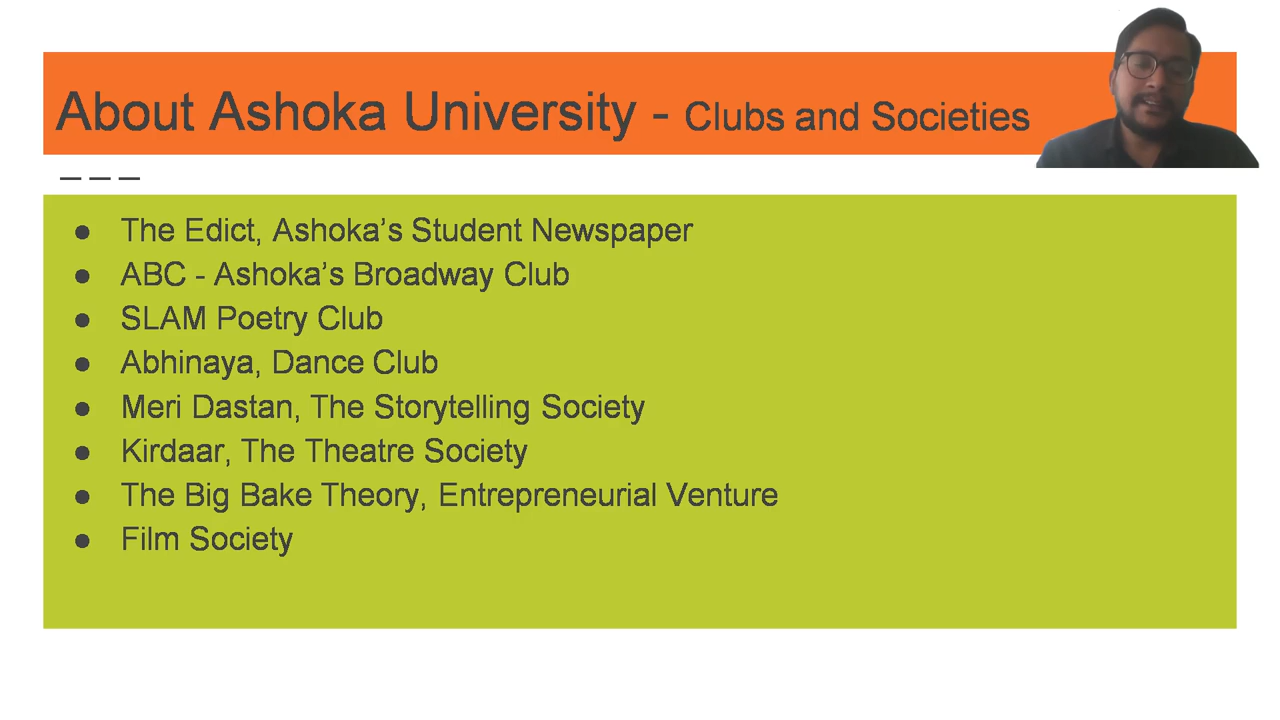 About Ashoka University - Clubs and Societies
● The Edict, Ashoka’s Student Newspaper
● ABC - Ashoka’s Broadway Club
● SLAM Poetry Club
● Abhinaya, Dance Club
● Meri Dastan, The Storytelling Society
● Kirdaar, The Theatre Society
● The Big Bake Theory, Entrepreneurial Venture
● Film Society